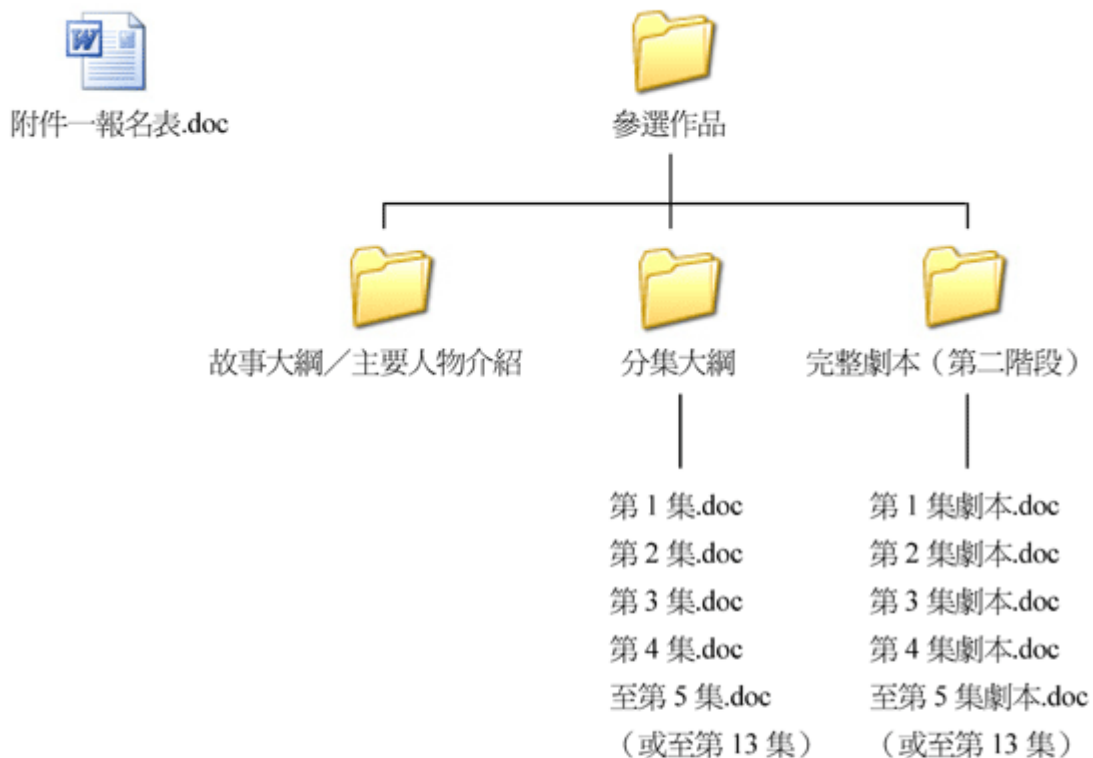 附件一報名表.doc
參選作品
故事大綱／主要人物介紹
分集大綱
完整劇本（第二階段）
第 1 集.doc
第 2 集.doc
第 3 集.doc
第 4 集.doc
至第 5 集.doc
（或至第 13 集）
第 1 集劇本.doc
第 2 集劇本.doc
第 3 集劇本.doc
第 4 集劇本.doc
至第 5 集劇本.doc
（或至第 13 集）